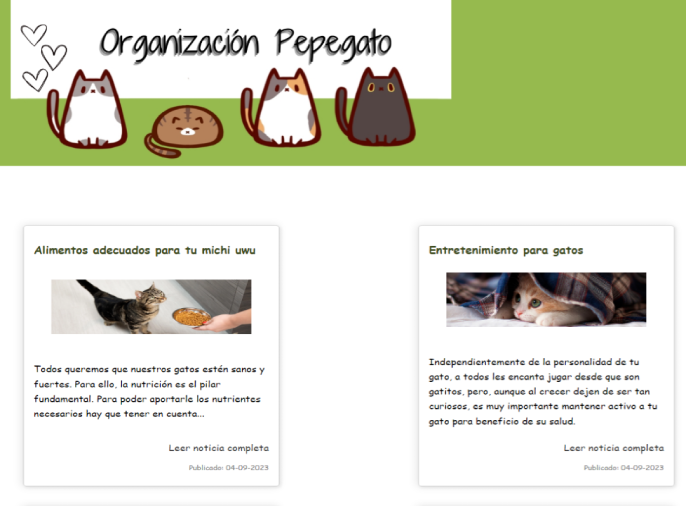 Organización Pepegato
Alimentos adecuados para tu michi uwu
Todos queremos que nuestros gatos estén sanos y
fuertes. Para ello, la nutrición es el pilar
fundamental. Para poder aportarle los nutrientes
necesarios hay que tener en cuenta...
Leer noticia completa
Publicado: 04-09-2023
Entretenimiento para gatos
Independientemente de la personalidad de tu
gato, a todos les encanta jugar desde que son
gatitos, pero, aunque al crecer dejen de ser tan
curiosos, es muy importante mantener activo a tu
gato para beneficio de su salud.
Leer noticia completa
Publicado: 04-09-2023